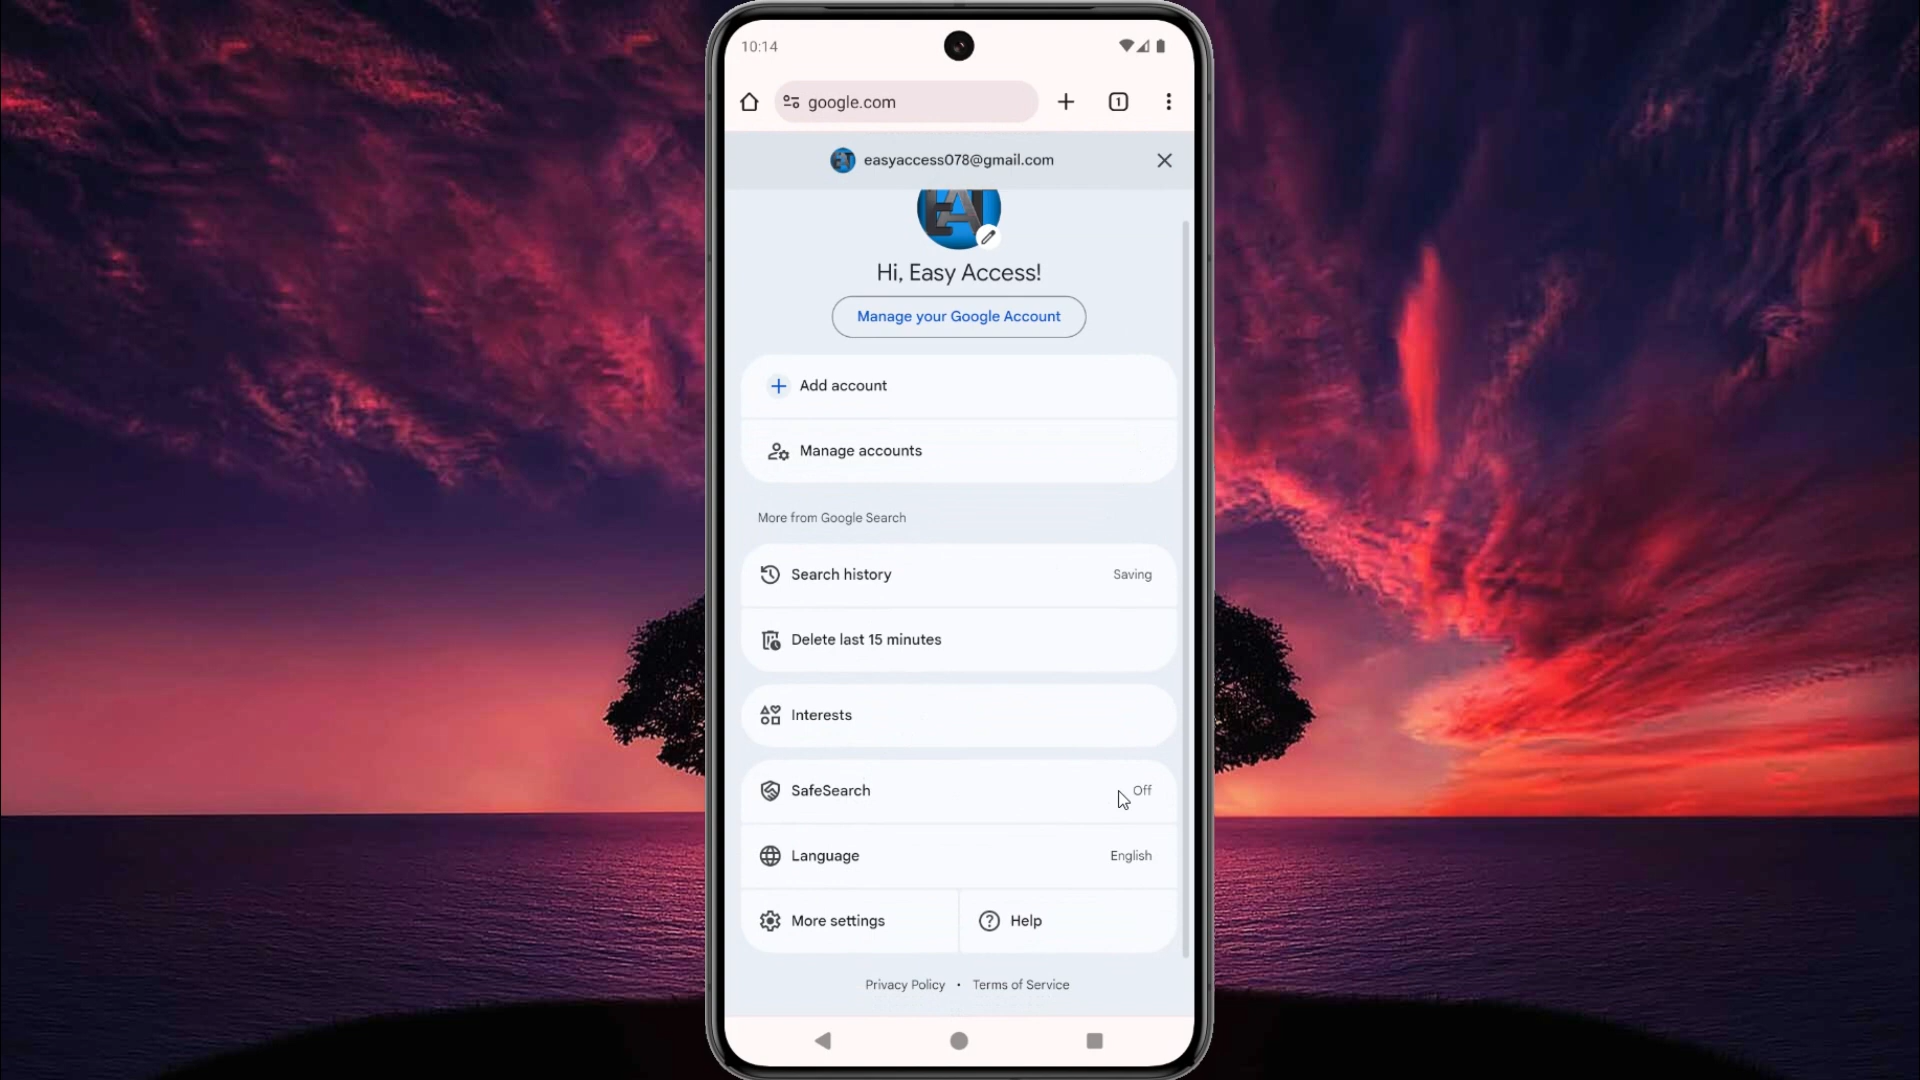 10:14
google.com
1
easyaccess078@gmail.com
EA
Hi, Easy Access!
Manage your Google Account
Add account
Manage accounts
More from Google Search
Search history Saving
Delete last 15 minutes
Interests
SafeSearch Off
Language English
More settings Help
Privacy Policy • Terms of Service